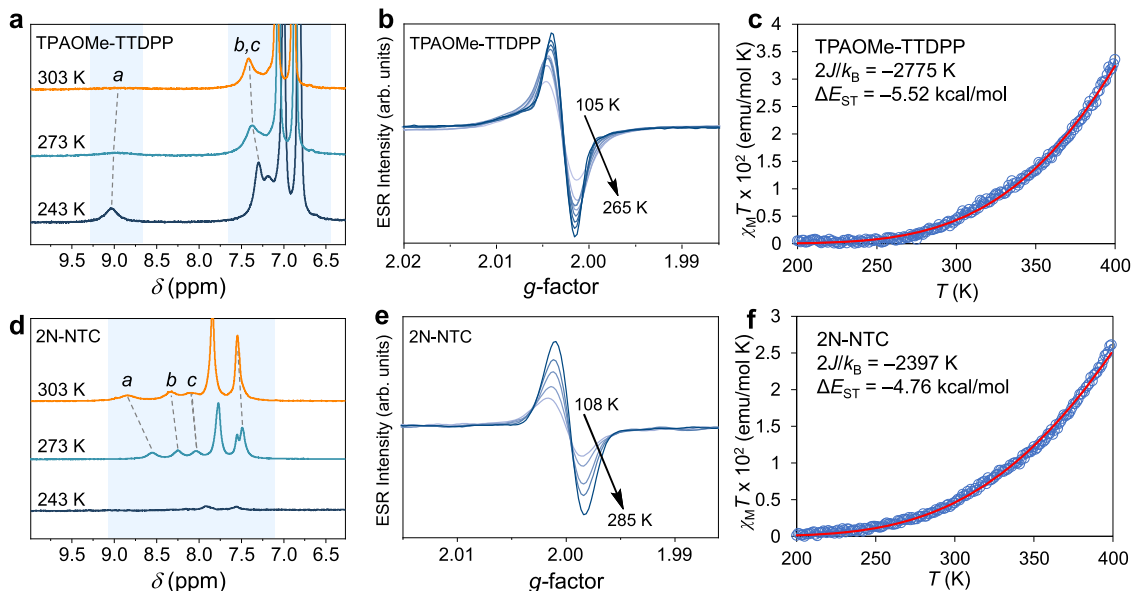 a
TPAOMe-TTDPP
b,c
303 K
a
273 K
243 K
9.5 9.0 8.5 8.0 7.5 7.0 6.5
δ (ppm)
b
TPAOMe-TTDPP
ESR Intensity (arb. units)
105 K
265 K
2.02 2.01 2.00 1.99
g-factor
c
TPAOMe-TTDPP
2J/kB = −2775 K
ΔEST = −5.52 kcal/mol
χMT x 10² (emu/mol K)
4
3.5
3
2.5
2
1.5
1
0.5
0
200 250 300 350 400
T (K)
d
2N-NTC
303 K
a b c
273 K
243 K
9.5 9.0 8.5 8.0 7.5 7.0 6.5
δ (ppm)
e
2N-NTC
ESR Intensity (arb. units)
108 K
285 K
2.01 2.00 1.99
g-factor
f
2N-NTC
2J/kB = −2397 K
ΔEST = −4.76 kcal/mol
χMT x 10² (emu/mol K)
3
2.5
2
1.5
1
0.5
0
200 250 300 350 400
T (K)